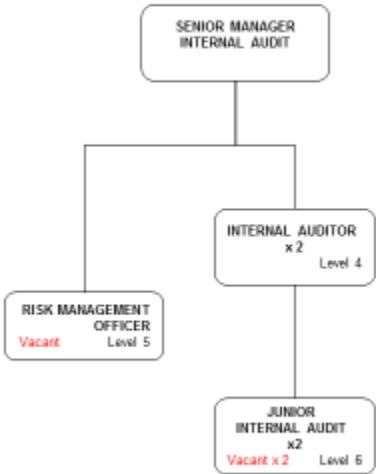 SENIOR MANAGER
INTERNAL AUDIT
INTERNAL AUDITOR
x 2
Level 4
RISK MANAGEMENT
OFFICER
Vacant Level 5
JUNIOR
INTERNAL AUDIT
x2
Vacant x 2 Level 6